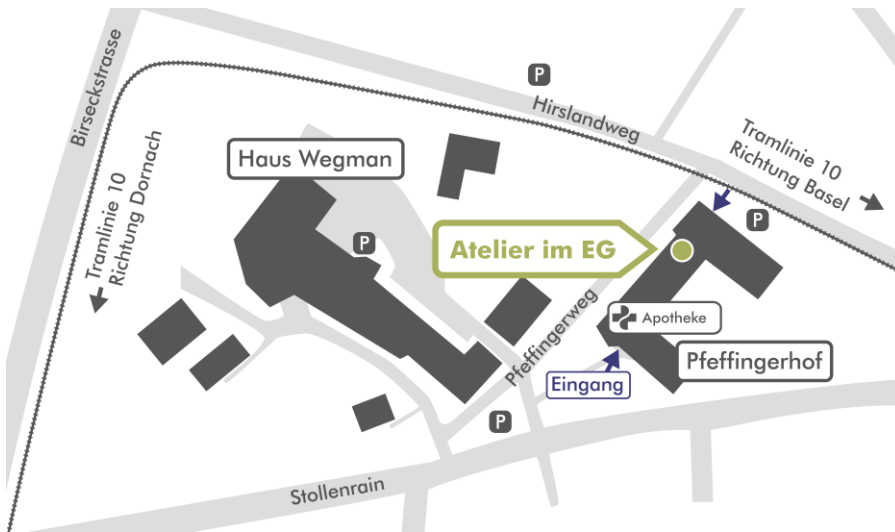 Birseckstrasse
P
Hirslandweg
Tramlinie 10
Richtung Basel
Haus Wegman
Tramlinie 10
Richtung Dornach
P
P
Atelier im EG
Apotheke
Pfeffingerweg
Pfeffingerhof
Eingang
P
Stollenrain